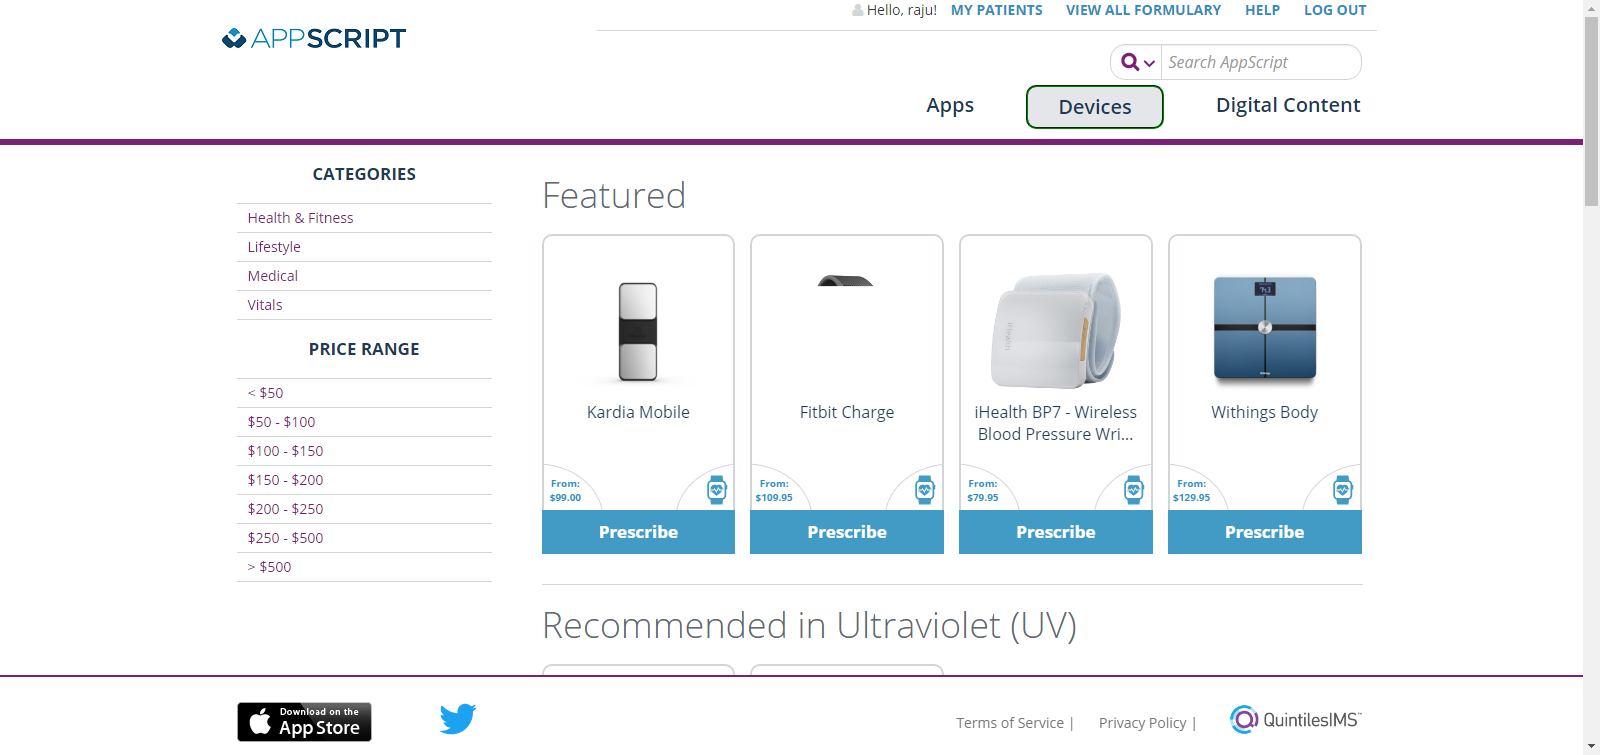 Hello, raju! MY PATIENTS VIEW ALL FORMULARY HELP LOG OUT
APPSCRIPT
Search AppScript
Apps Devices Digital Content
CATEGORIES
Health & Fitness
Lifestyle
Medical
Vitals
PRICE RANGE
< $50
$50 - $100
$100 - $150
$150 - $200
$200 - $250
$250 - $500
> $500
Featured
Kardia Mobile
From:
$99.00
Prescribe
Fitbit Charge
From:
$109.95
Prescribe
iHealth
iHealth BP7 - Wireless
Blood Pressure Wri...
From:
$79.95
Prescribe
Withings Body
From:
$129.95
Prescribe
Recommended in Ultraviolet (UV)
Download on the
App Store
Terms of Service |
Privacy Policy |
QuintilesIMS™